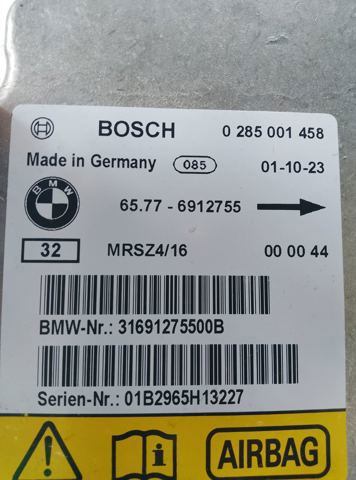 BOSCH 0 285 001 458
Made in Germany 085 01-10-23
BMW 65.77 - 6912755
32 MRSZ4/16 00 00 44
BMW-Nr.: 31691275500B
Serien-Nr.: 01B2965H13227
! i AIRBAG